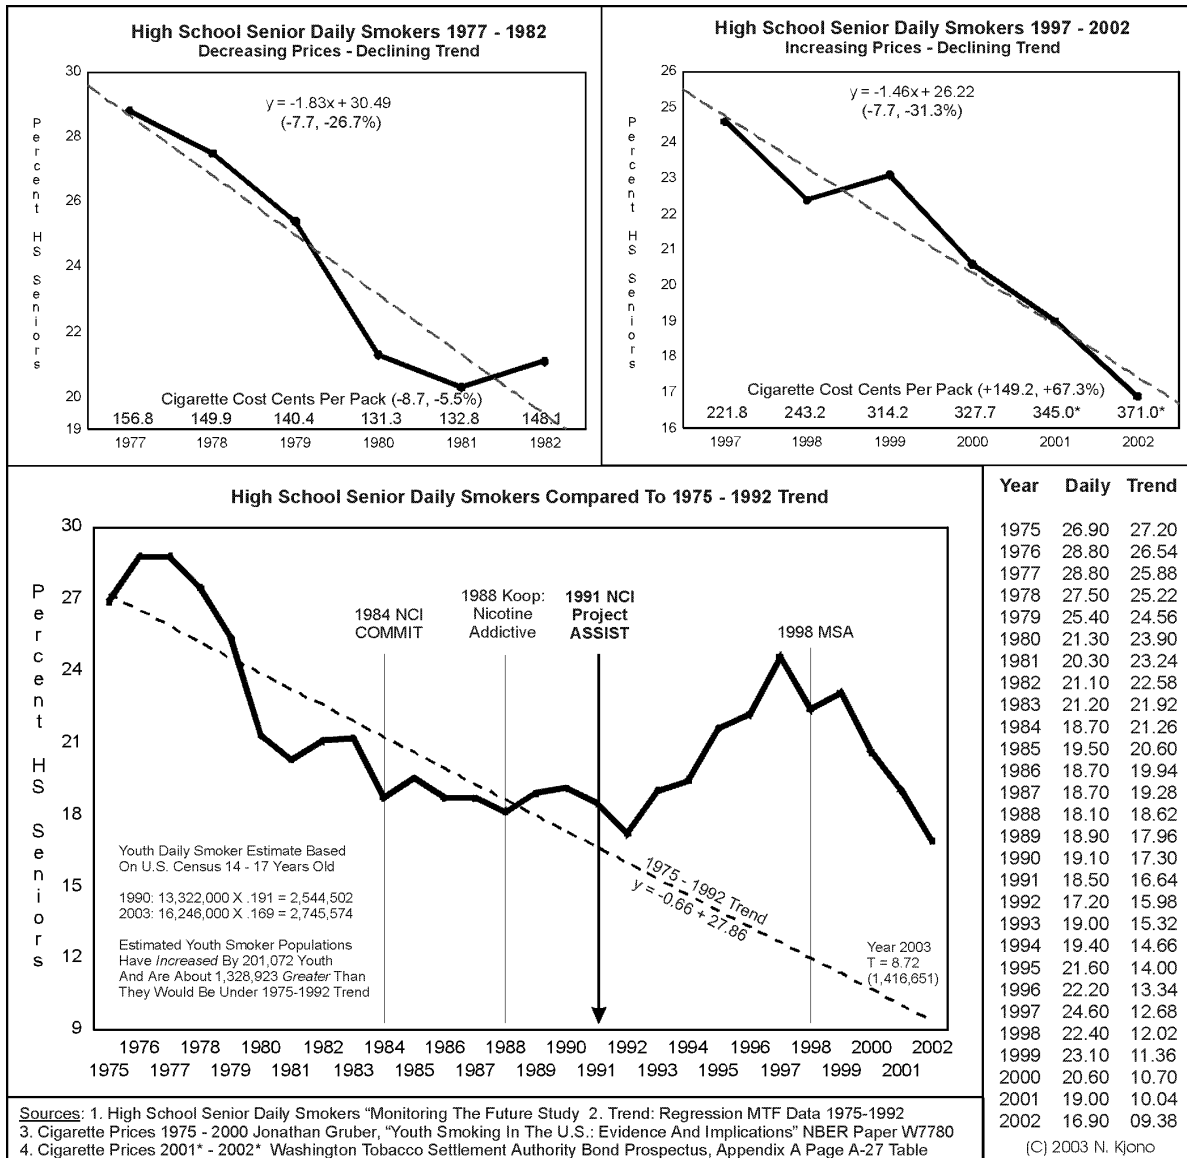 High School Senior Daily Smokers 1977 - 1982
Decreasing Prices - Declining Trend
30
28
26
24
22
20
19
Percent HS Seniors
y = -1.83x + 30.49
(-7.7, -26.7%)
Cigarette Cost Cents Per Pack (-8.7, -5.5%)
156.8 149.9 140.4 131.3 132.8 148.1
1977 1978 1979 1980 1981 1982
High School Senior Daily Smokers 1997 - 2002
Increasing Prices - Declining Trend
26
25
24
23
22
21
20
19
18
17
16
Percent HS Seniors
y = -1.46x + 26.22
(-7.7, -31.3%)
Cigarette Cost Cents Per Pack (+149.2, +67.3%)
221.8 243.2 314.2 327.7 345.0* 371.0*
1997 1998 1999 2000 2001 2002
High School Senior Daily Smokers Compared To 1975 - 1992 Trend
30
27
24
21
18
15
12
9
Percent HS Seniors
1984 NCI
COMMIT
1988 Koop:
Nicotine
Addictive
1991 NCI
Project
ASSIST
1998 MSA
Youth Daily Smoker Estimate Based
On U.S. Census 14 - 17 Years Old
1990: 13,322,000 X .191 = 2,544,502
2003: 16,246,000 X .169 = 2,745,574
Estimated Youth Smoker Populations
Have Increased By 201,072 Youth
And Are About 1,328,923 Greater Than
They Would Be Under 1975-1992 Trend
1975 - 1992 Trend
y = -0.66 + 27.86
Year 2003
T = 8.72
(1,416,651)
1976 1978 1980 1982 1984 1986 1988 1990 1992 1994 1996 1998 2000 2002
1975 1977 1979 1981 1983 1985 1987 1989 1991 1993 1995 1997 1999 2001
Year Daily Trend
1975 26.90 27.20
1976 28.80 26.54
1977 28.80 25.88
1978 27.50 25.22
1979 25.40 24.56
1980 21.30 23.90
1981 20.30 23.24
1982 21.10 22.58
1983 21.20 21.92
1984 18.70 21.26
1985 19.50 20.60
1986 18.70 19.94
1987 18.70 19.28
1988 18.10 18.62
1989 18.90 17.96
1990 19.10 17.30
1991 18.50 16.64
1992 17.20 15.98
1993 19.00 15.32
1994 19.40 14.66
1995 21.60 14.00
1996 22.20 13.34
1997 24.60 12.68
1998 22.40 12.02
1999 23.10 11.36
2000 20.60 10.70
2001 19.00 10.04
2002 16.90 09.38
(C) 2003 N. Kjono
Sources: 1. High School Senior Daily Smokers “Monitoring The Future Study 2. Trend: Regression MTF Data 1975-1992
3. Cigarette Prices 1975 - 2000 Jonathan Gruber, “Youth Smoking In The U.S.: Evidence And Implications” NBER Paper W7780
4. Cigarette Prices 2001* - 2002* Washington Tobacco Settlement Authority Bond Prospectus, Appendix A Page A-27 Table